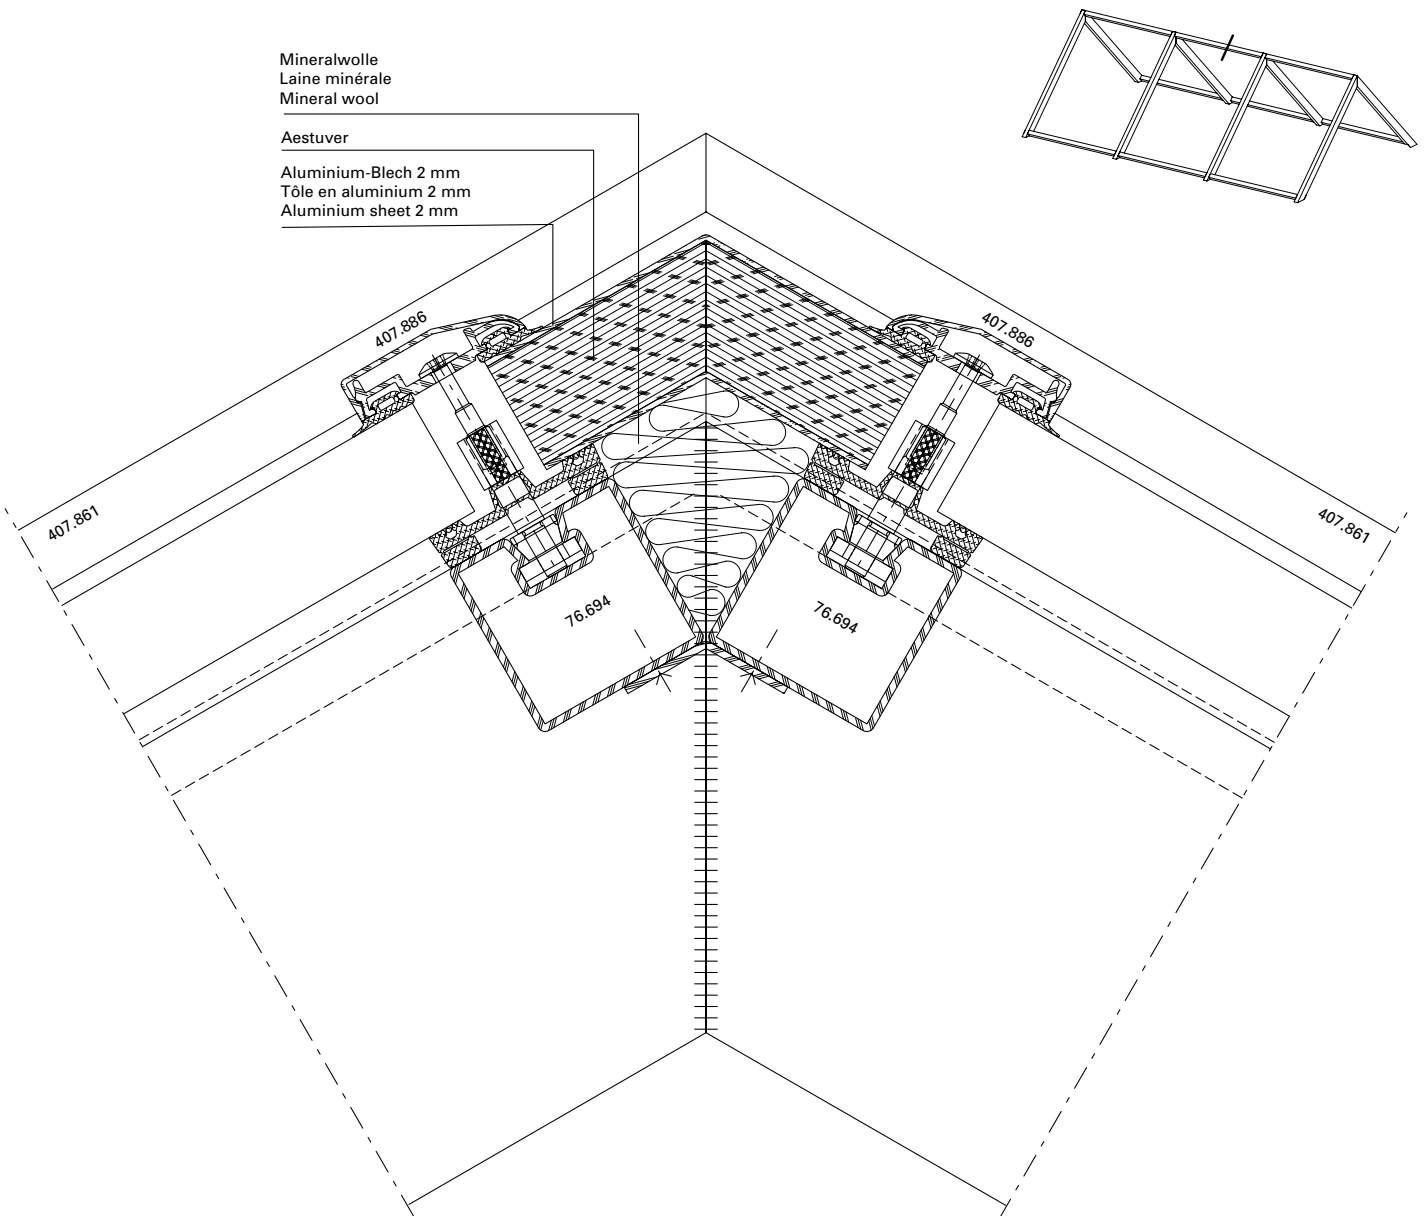 Mineralwolle
Laine minérale
Mineral wool
Aestuver
Aluminium-Blech 2 mm
Tôle en aluminium 2 mm
Aluminium sheet 2 mm
407.886
407.886
407.861
407.861
76.694
76.694